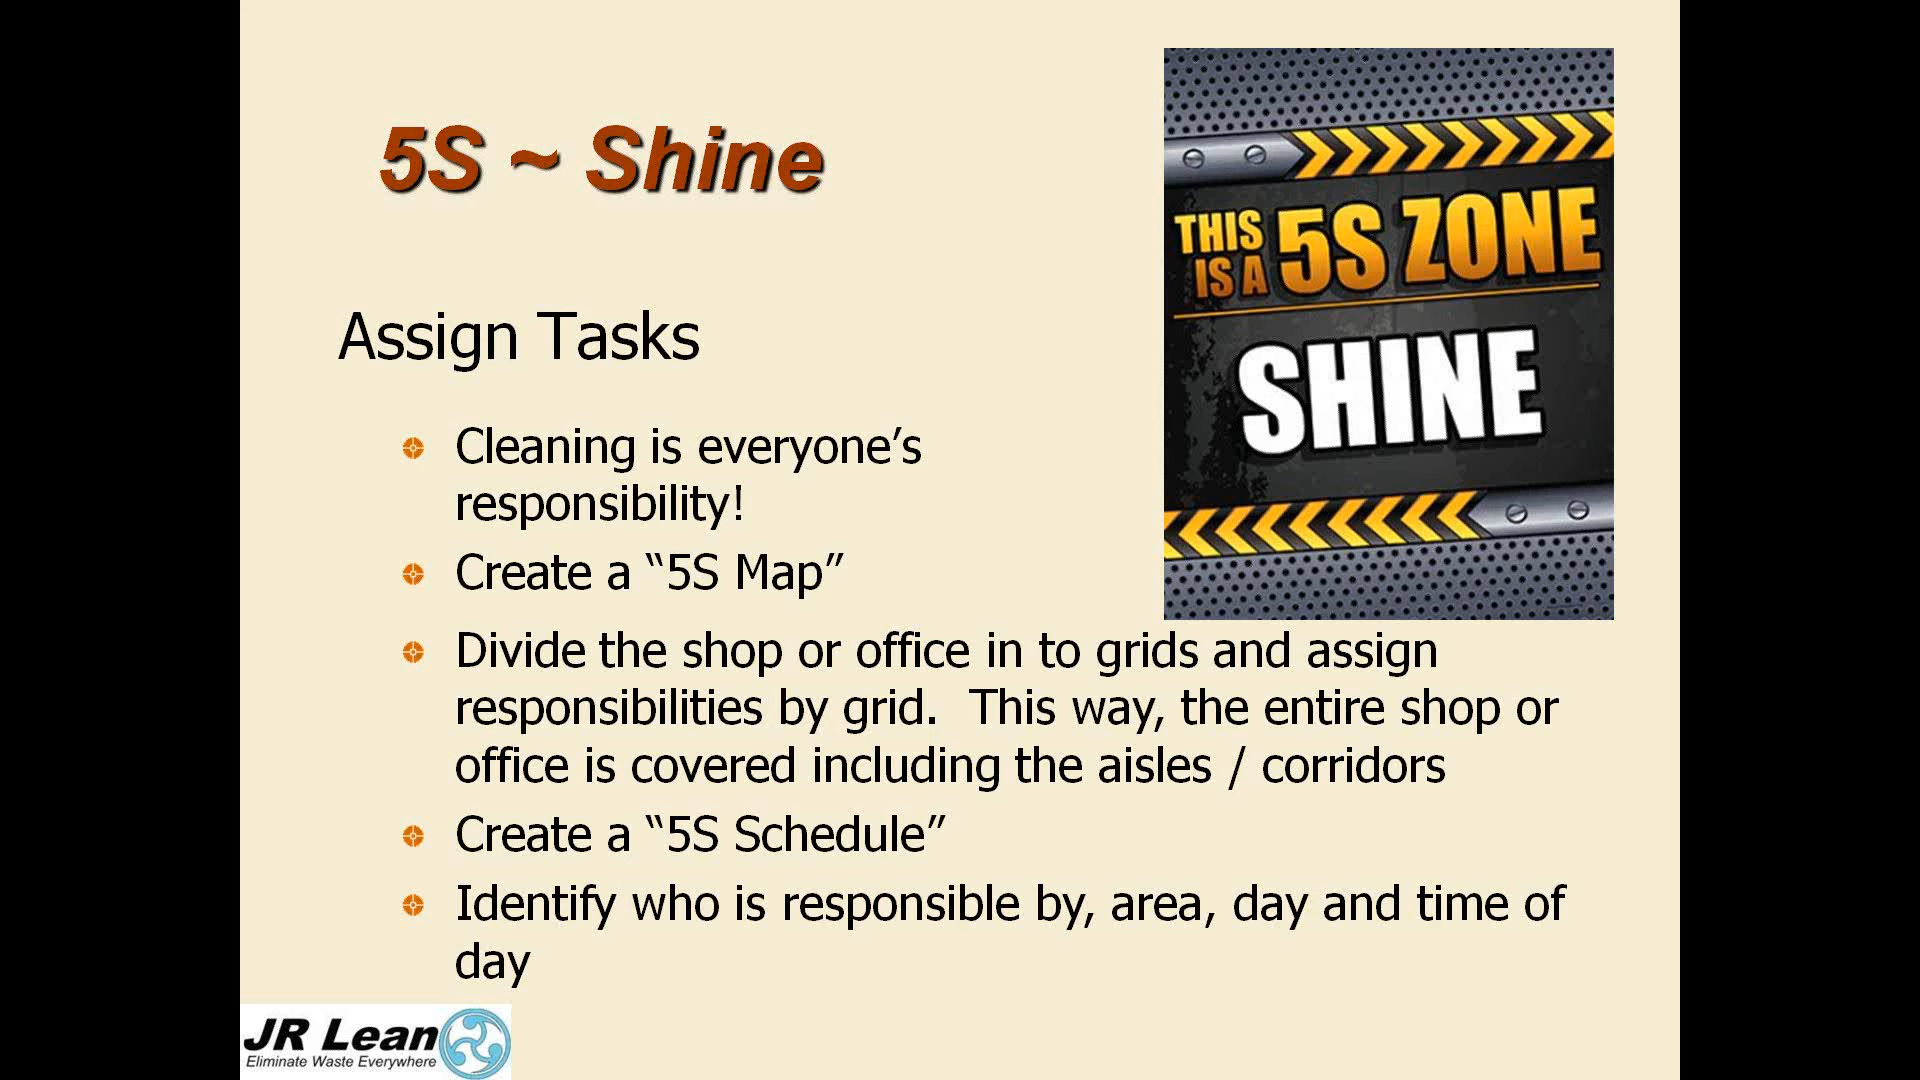 5S ~ Shine
THIS
IS A
5S ZONE
SHINE
Assign Tasks
Cleaning is everyone’s
responsibility!
Create a “5S Map”
Divide the shop or office in to grids and assign
responsibilities by grid.  This way, the entire shop or
office is covered including the aisles / corridors
Create a “5S Schedule”
Identify who is responsible by, area, day and time of
day
JR Lean
Eliminate Waste Everywhere